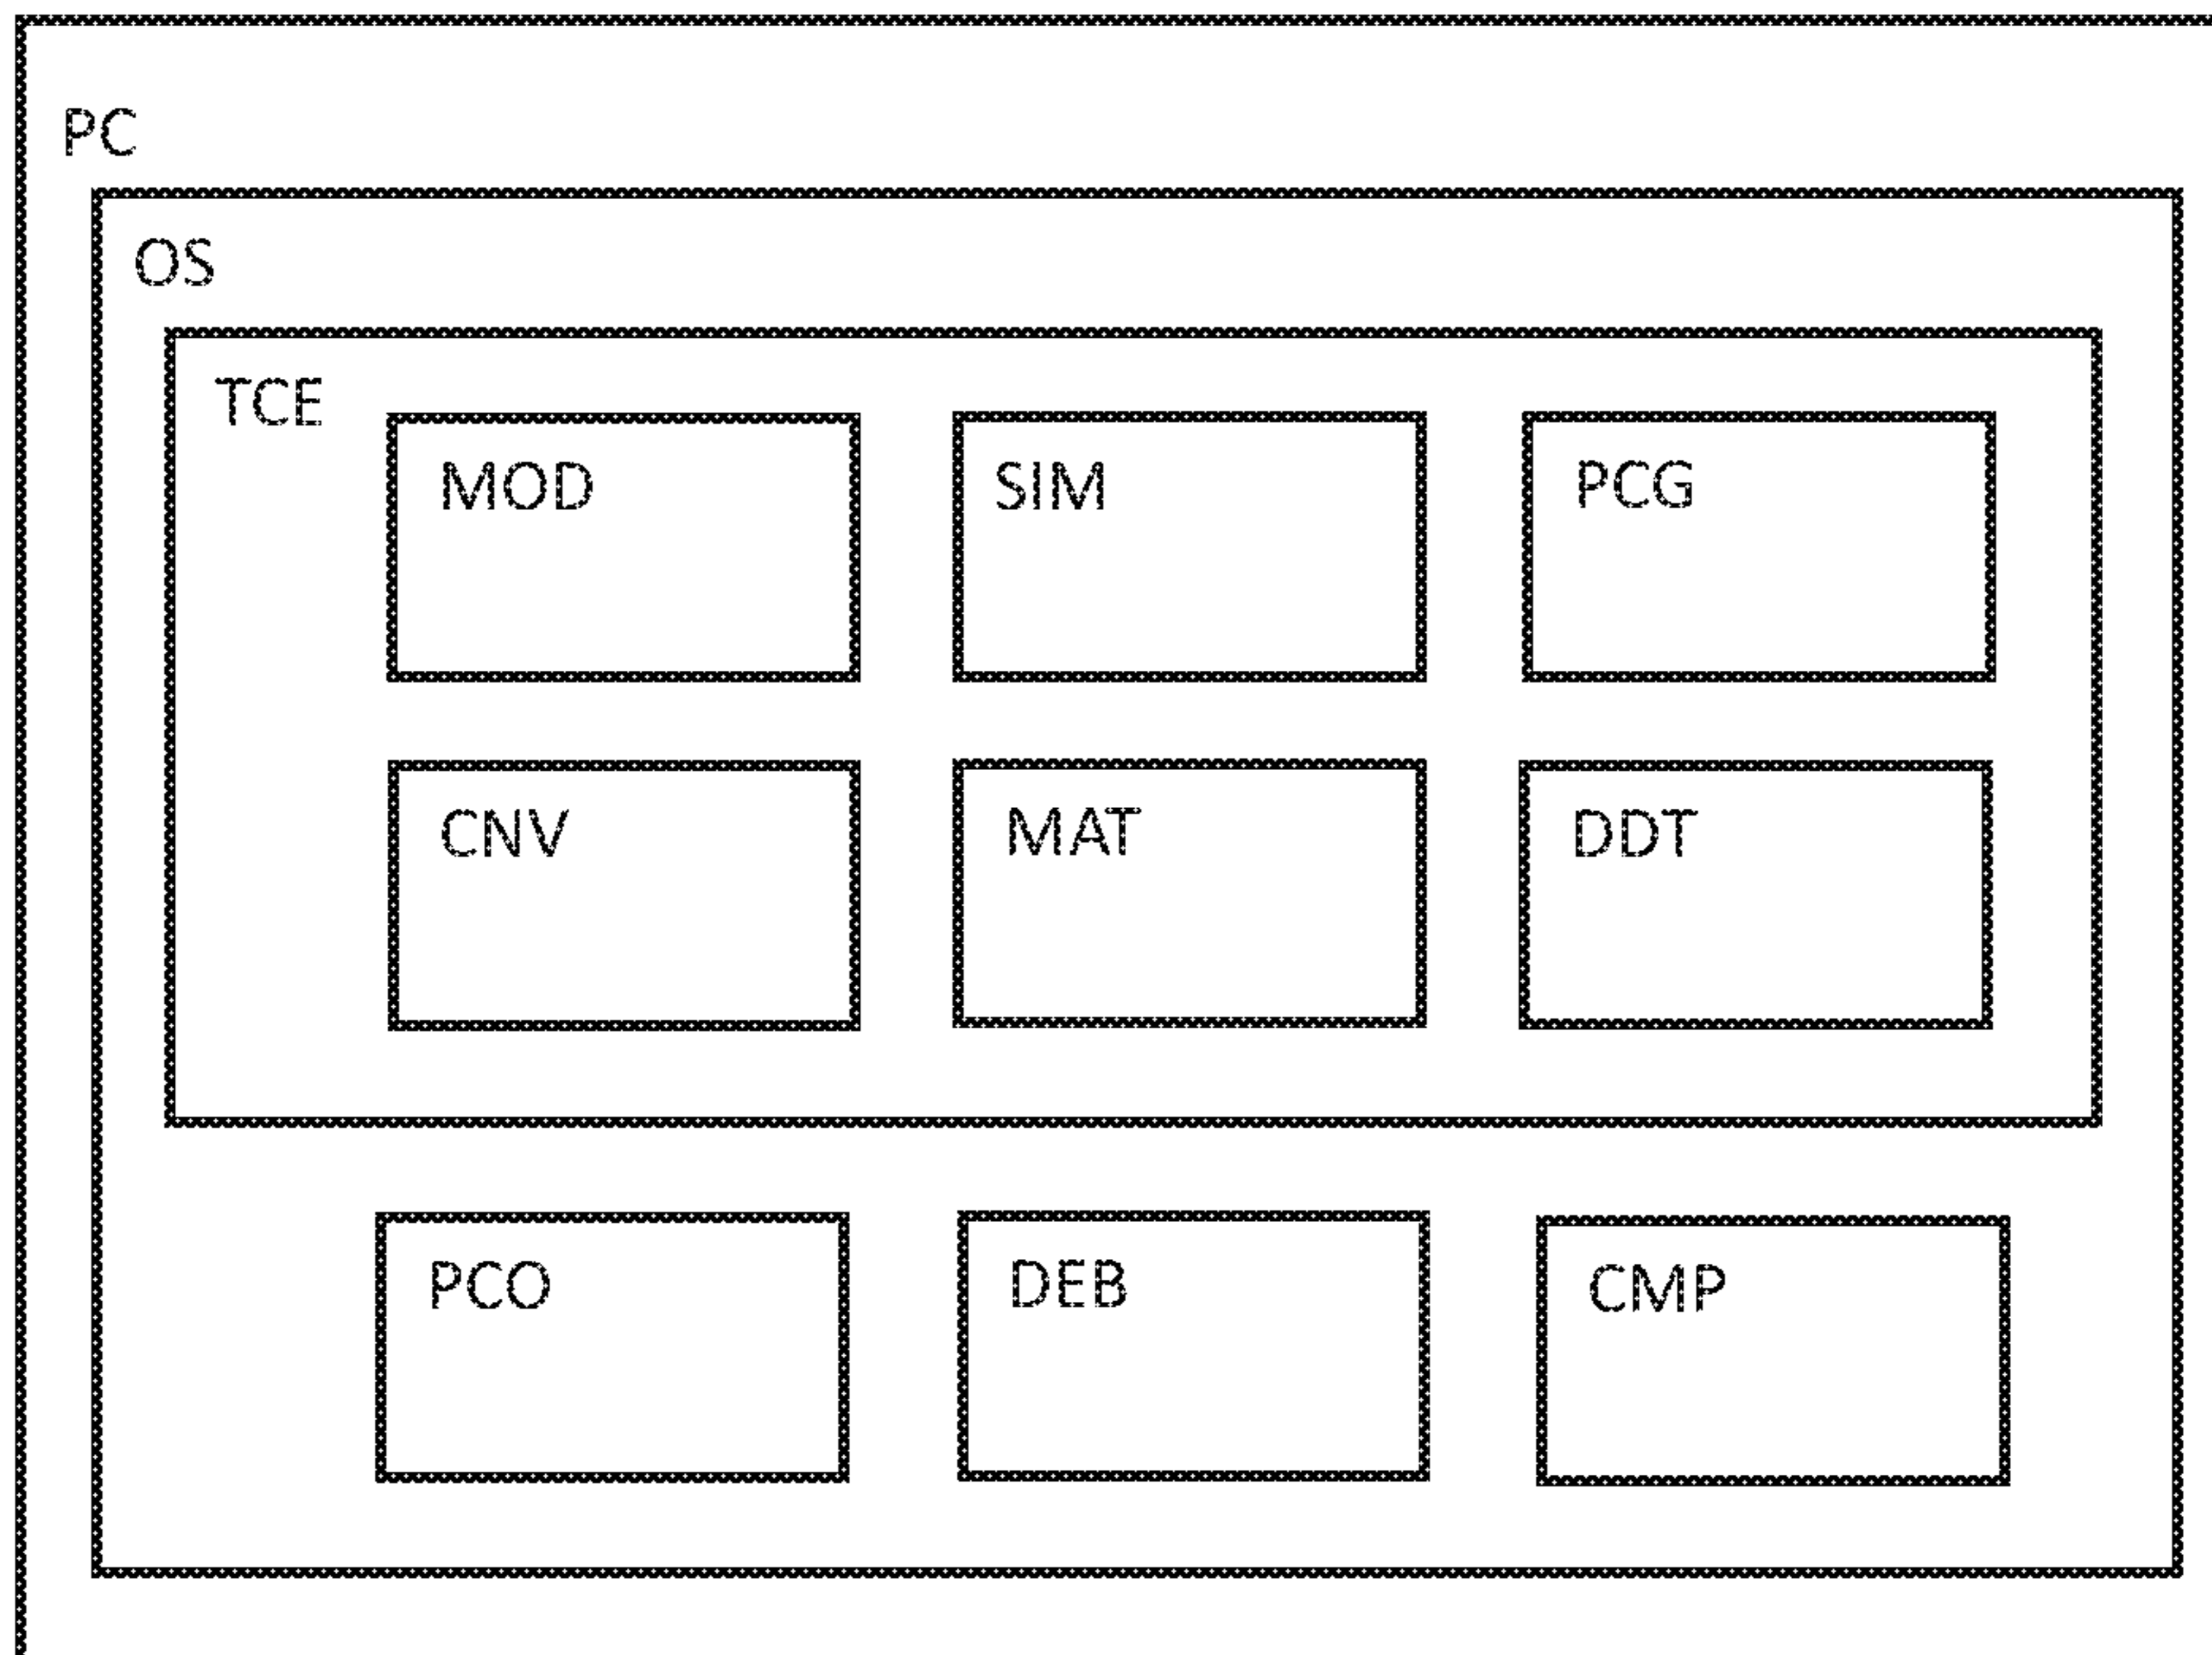 PC
OS
TCE
MOD
SIM
PCG
CNV
MAT
DDT
PCO
DEB
CMP